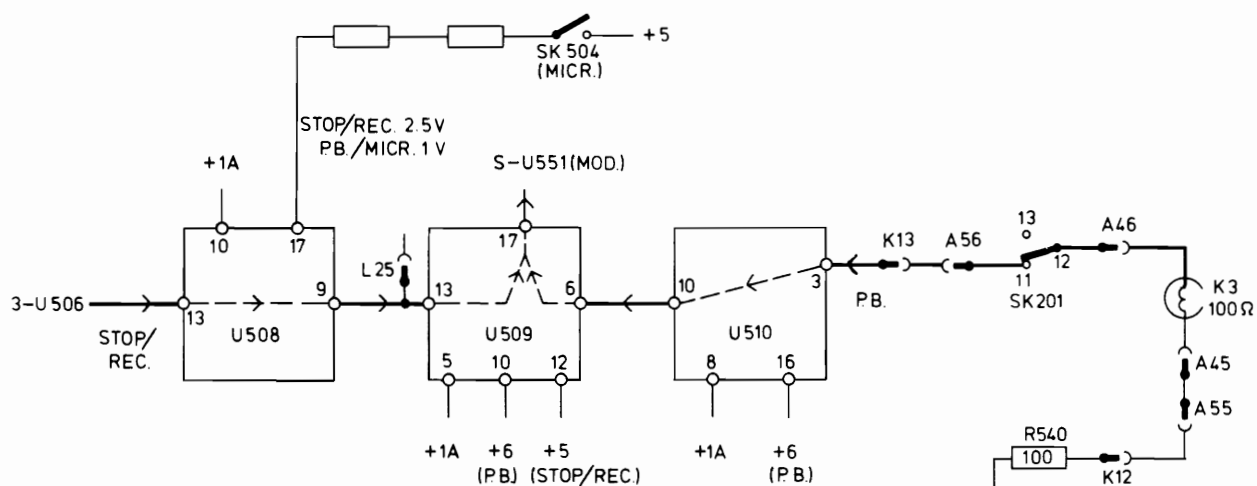 SK 504
(MICR.)
+5
STOP/REC. 2.5V
P.B./MICR. 1 V
+1A
S-U551(MOD.)
10
17
17
13
A46
K13
A56
L25
11
12
SK201
3-U 506
13
9
13
6
10
3
STOP/
REC.
U508
U509
U510
P.B.
K3
100Ω
5
10
12
8
16
A45
A55
+1A
+6
(P.B.)
+5
(STOP/REC.)
+1A
+6
(P.B.)
R540
100
K12